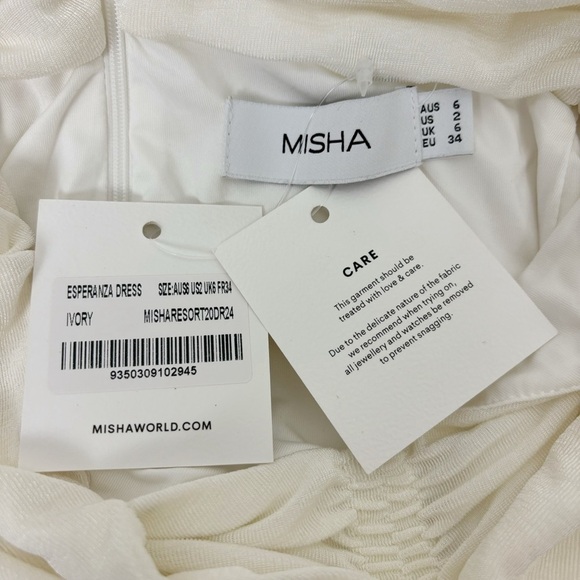 MISHA
AUS 6
US 2
UK 6
EU 34
ESPERANZA DRESS SIZE:AUS6 US2 UK6 FR34
IVORY MISHARESORT20DR24
9350309102945
MISHAWORLD.COM
CARE
This garment should be
treated with love & care.
Due to the delicate nature of the fabric
we recommend when trying on,
all jewellery and watches be removed
to prevent snagging.